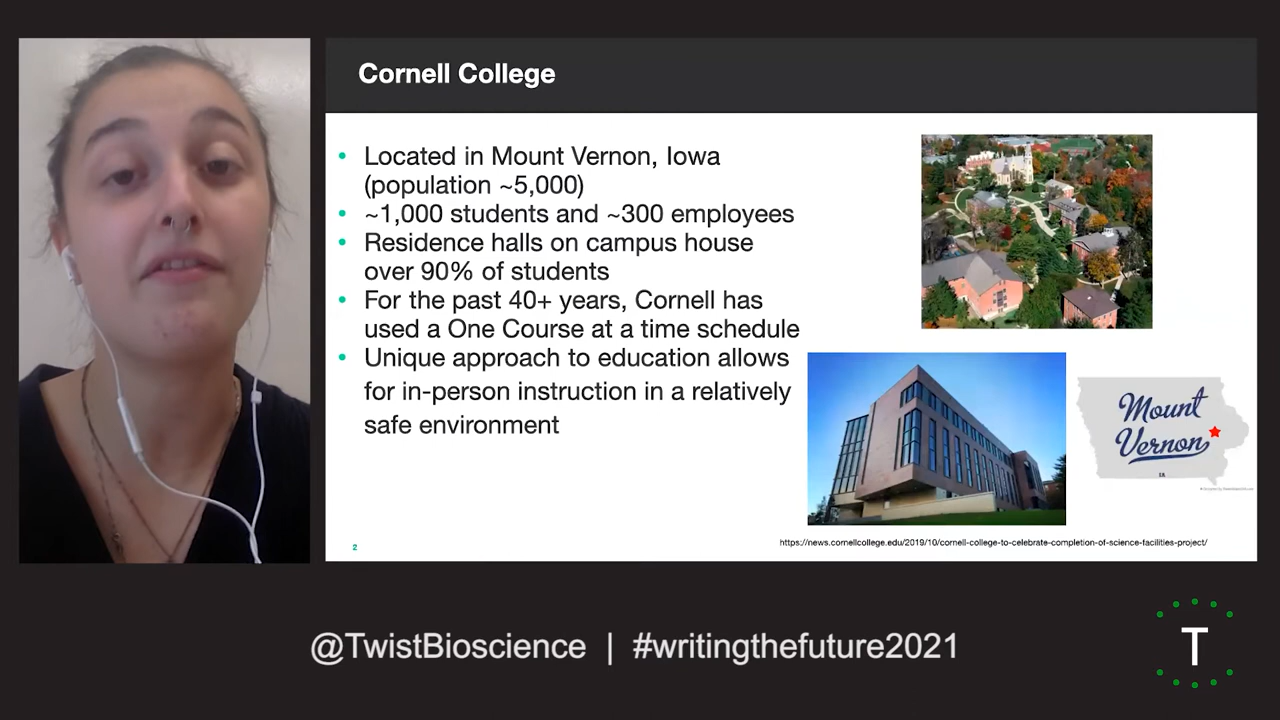 Cornell College
• Located in Mount Vernon, Iowa
(population ~5,000)
• ~1,000 students and ~300 employees
• Residence halls on campus house
over 90% of students
• For the past 40+ years, Cornell has
used a One Course at a time schedule
• Unique approach to education allows
for in-person instruction in a relatively
safe environment
Mount
Vernon
IA
2
https://news.cornellcollege.edu/2019/10/cornell-college-to-celebrate-completion-of-science-facilities-project/
@TwistBioscience | #writingthefuture2021
T